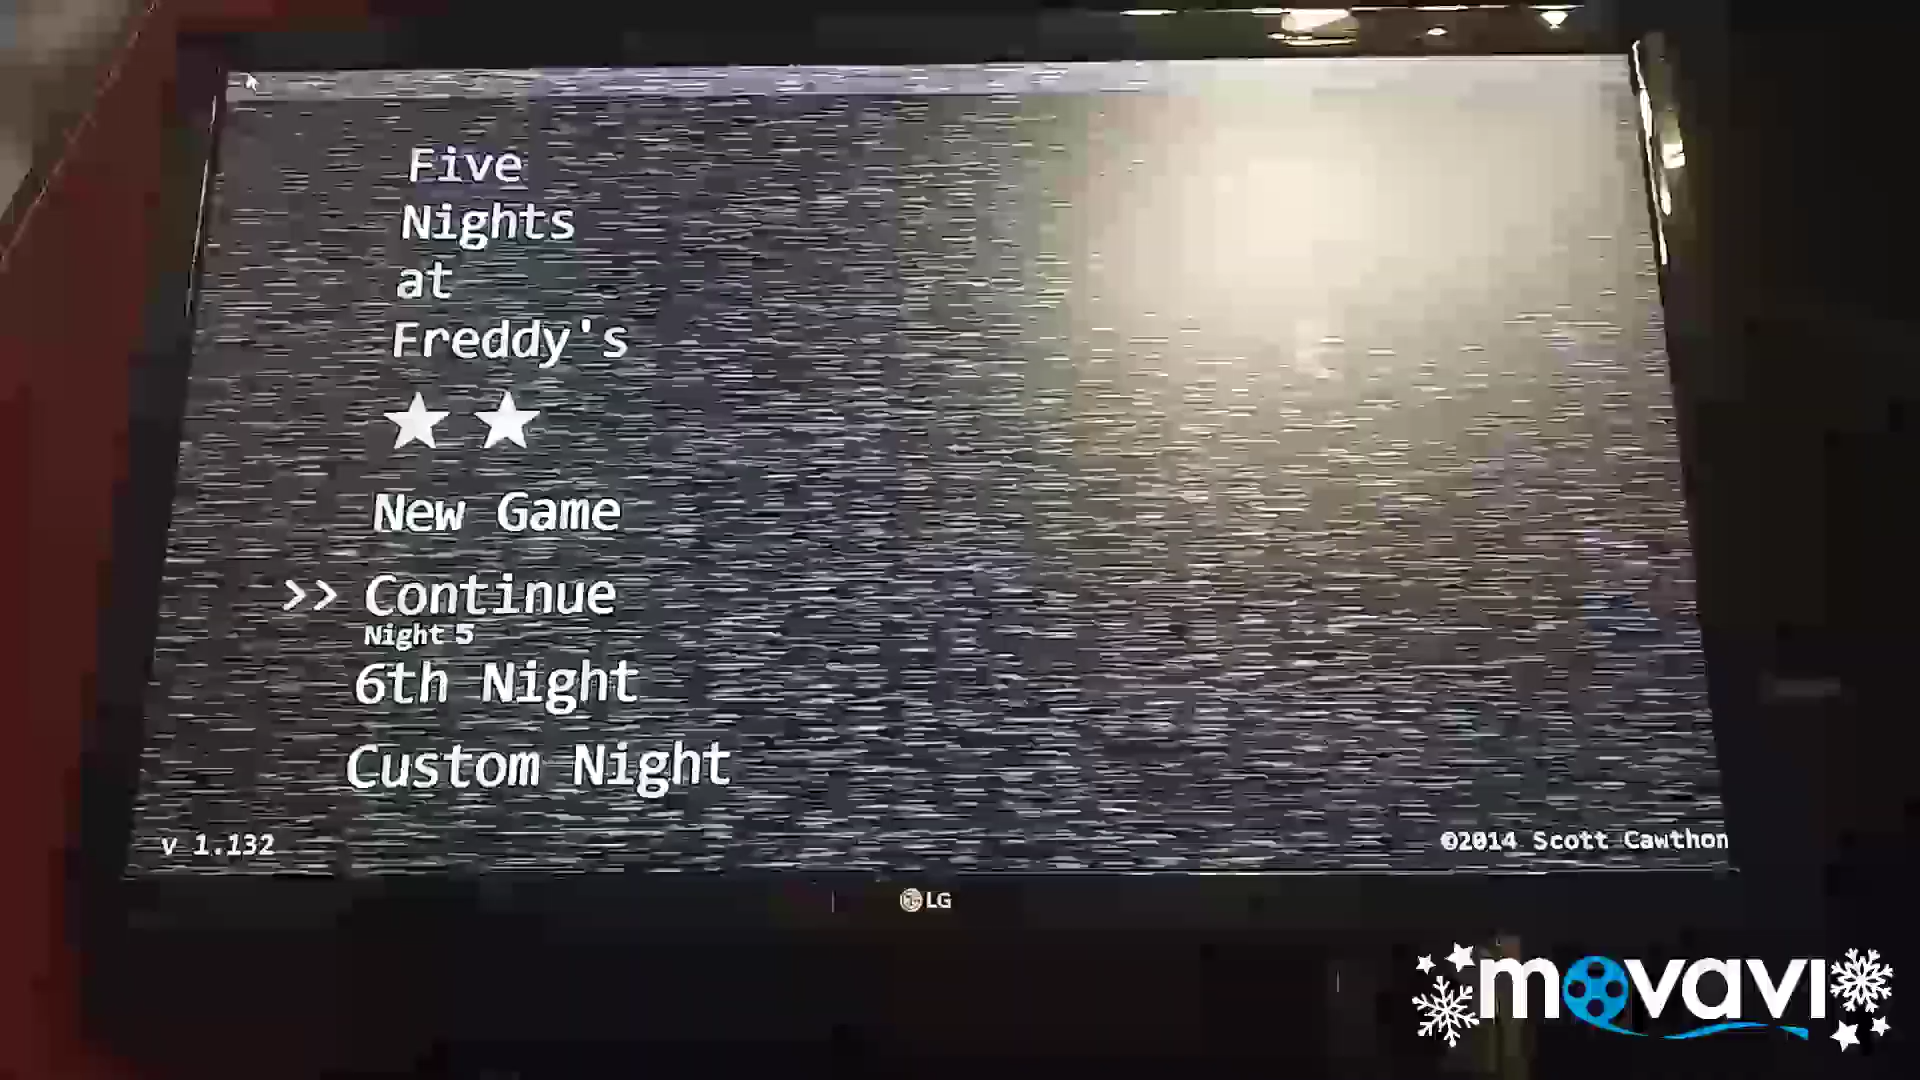 Five
Nights
at
Freddy's
New Game
>> Continue
Night 5
6th Night
Custom Night
v 1.132
©2014 Scott Cawthon
LG
movavi